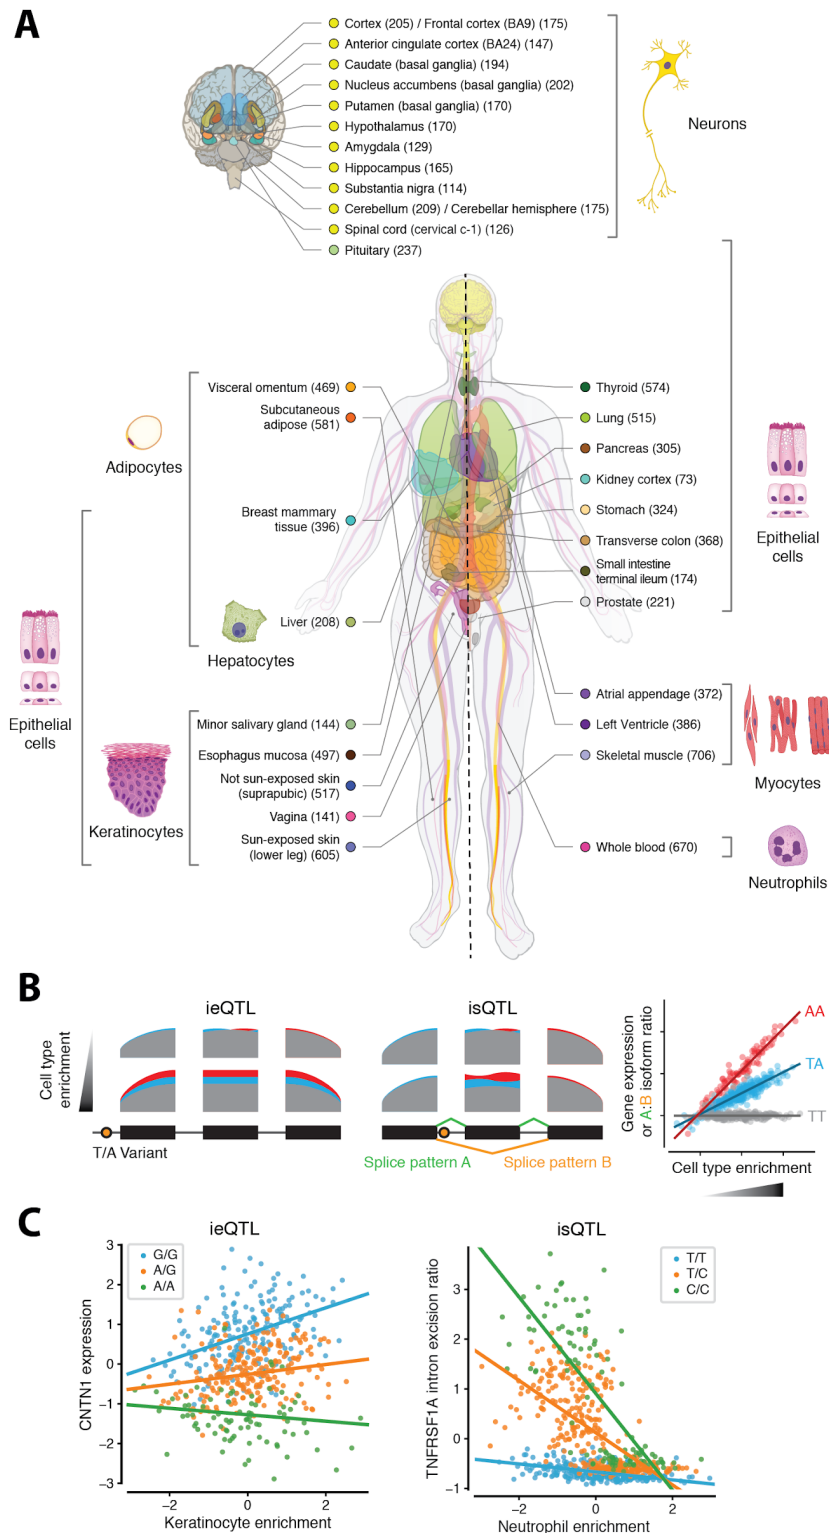 A
Cortex (205) / Frontal cortex (BA9) (175)
Anterior cingulate cortex (BA24) (147)
Caudate (basal ganglia) (194)
Nucleus accumbens (basal ganglia) (202)
Putamen (basal ganglia) (170)
Hypothalamus (170)
Amygdala (129)
Hippocampus (165)
Substantia nigra (114)
Cerebellum (209) / Cerebellar hemisphere (175)
Spinal cord (cervical c-1) (126)
Pituitary (237)
Neurons
Visceral omentum (469)
Subcutaneous
adipose (581)
Adipocytes
Breast mammary
tissue (396)
Liver (208)
Hepatocytes
Epithelial
cells
Minor salivary gland (144)
Esophagus mucosa (497)
Not sun-exposed skin
(suprapubic) (517)
Vagina (141)
Sun-exposed skin
(lower leg) (605)
Keratinocytes
Thyroid (574)
Lung (515)
Pancreas (305)
Kidney cortex (73)
Stomach (324)
Transverse colon (368)
Small intestine
terminal ileum (174)
Prostate (221)
Epithelial
cells
Atrial appendage (372)
Left Ventricle (386)
Skeletal muscle (706)
Myocytes
Whole blood (670)
Neutrophils
B
ieQTL
Cell type
enrichment
T/A Variant
isQTL
Splice pattern A
Splice pattern B
Gene expression
or A:B isoform ratio
AA
TA
TT
Cell type enrichment
C
ieQTL
G/G
A/G
A/A
CNTN1 expression
3
2
1
0
−1
−2
−3
−2
0
2
Keratinocyte enrichment
isQTL
T/T
T/C
C/C
TNFRSF1A intron excision ratio
3
2
1
0
−1
−2
0
2
Neutrophil enrichment